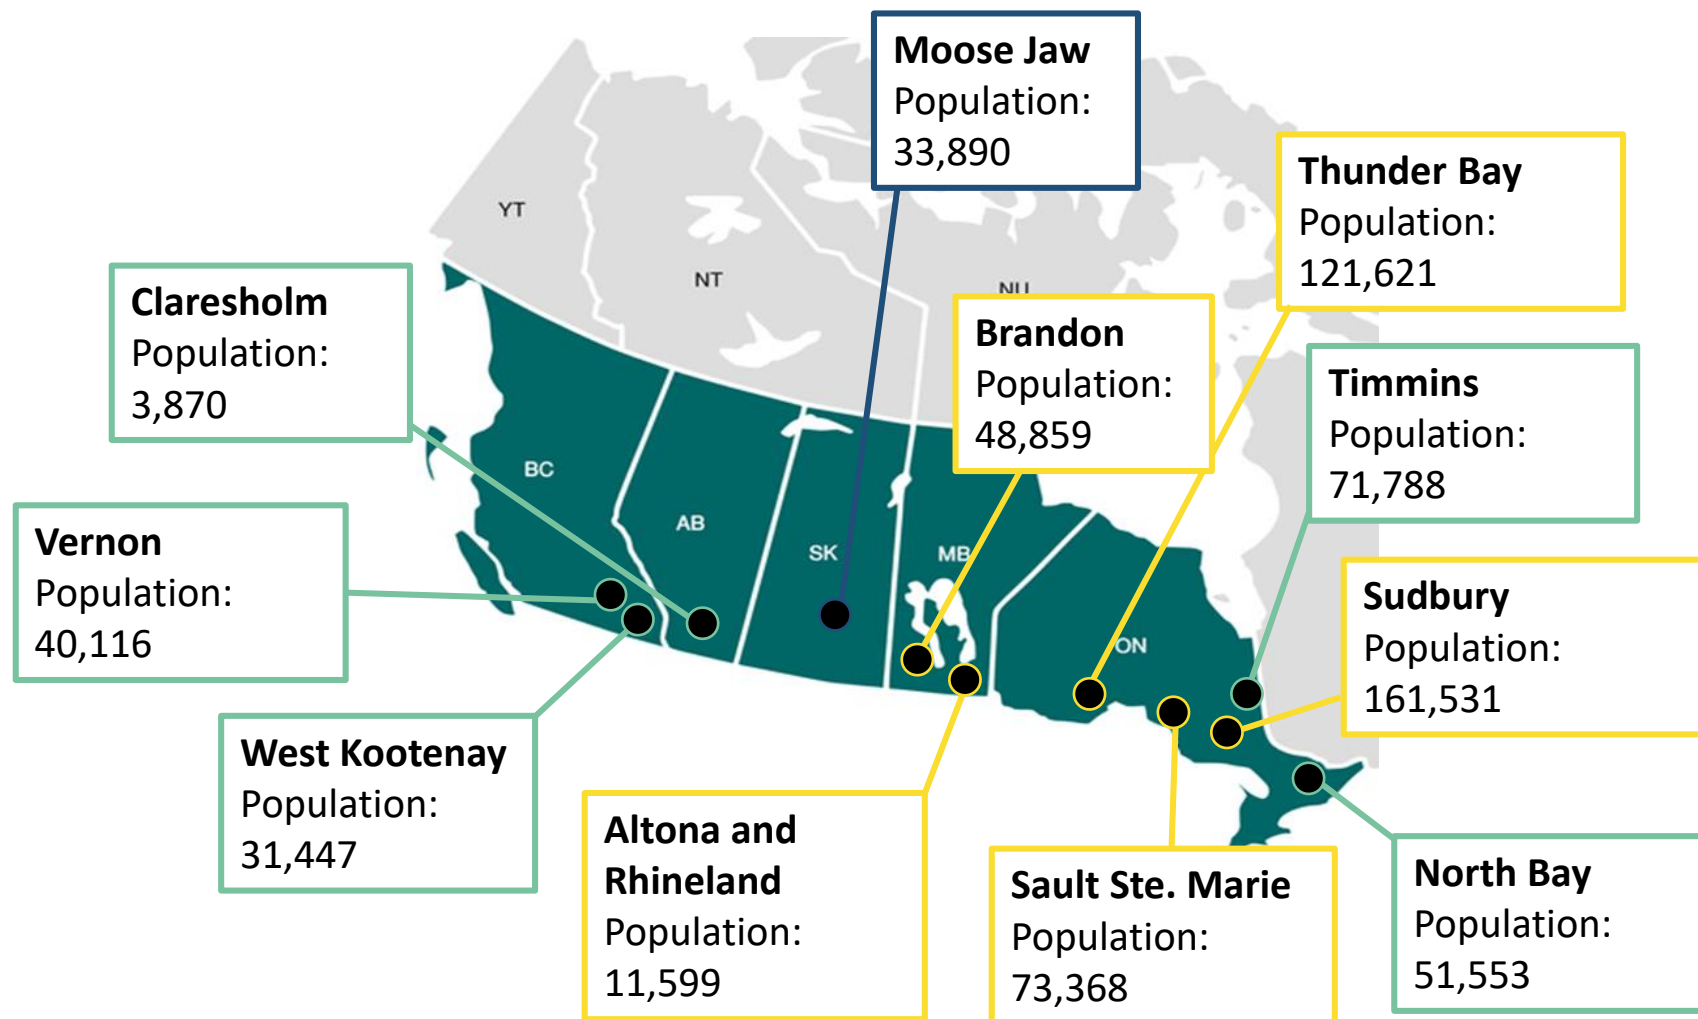 Moose Jaw
Population:
33,890
Thunder Bay
Population:
121,621
YT
NT
NU
Claresholm
Population:
3,870
Brandon
Population:
48,859
Timmins
Population:
71,788
BC
AB
SK
MB
ON
Vernon
Population:
40,116
Sudbury
Population:
161,531
West Kootenay
Population:
31,447
Altona and
Rhineland
Population:
11,599
Sault Ste. Marie
Population:
73,368
North Bay
Population:
51,553